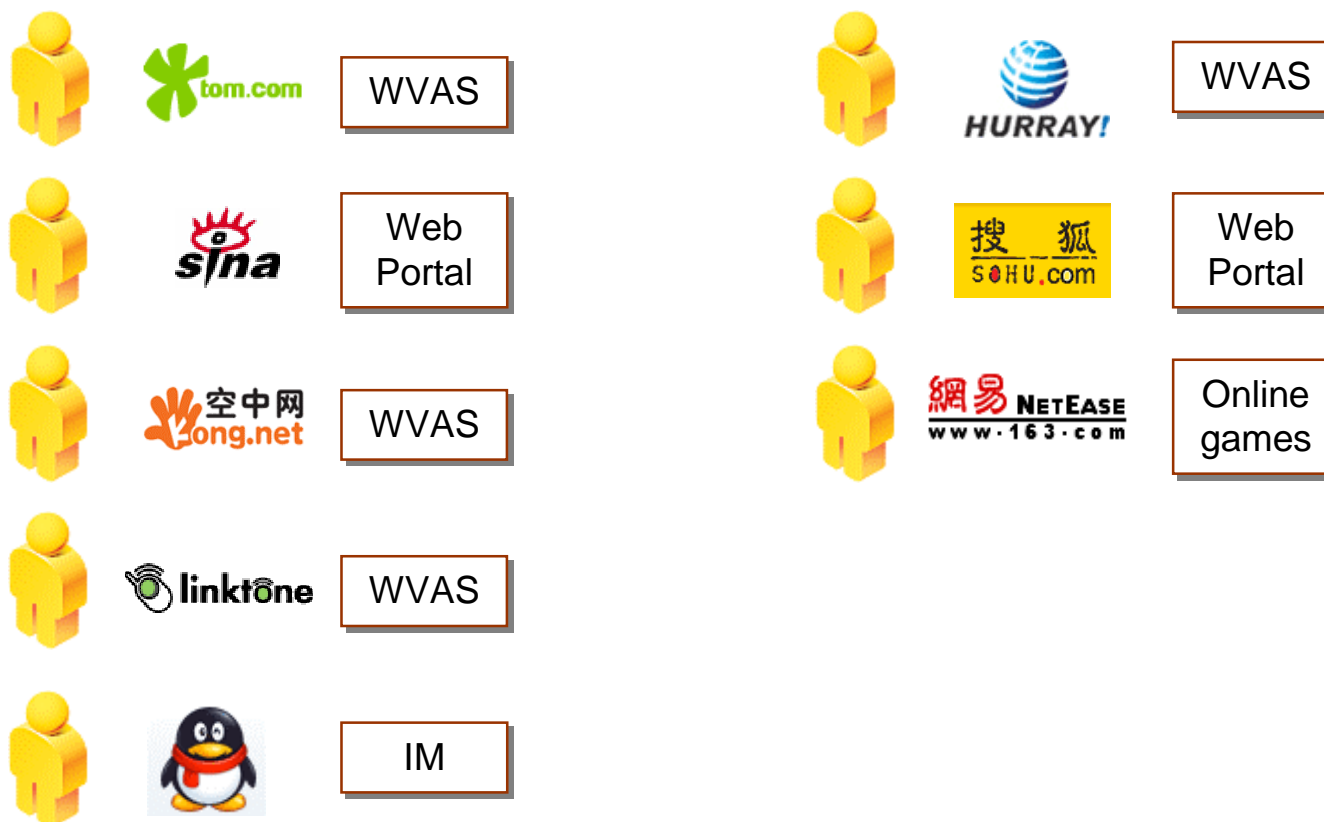 tom.com
WVAS
sina
Web
Portal
空中网
Kong.net
WVAS
linktone
WVAS
IM
HURRAY!
WVAS
搜 狐
SOHU.com
Web
Portal
網易 NETEASE
www.163.com
Online
games